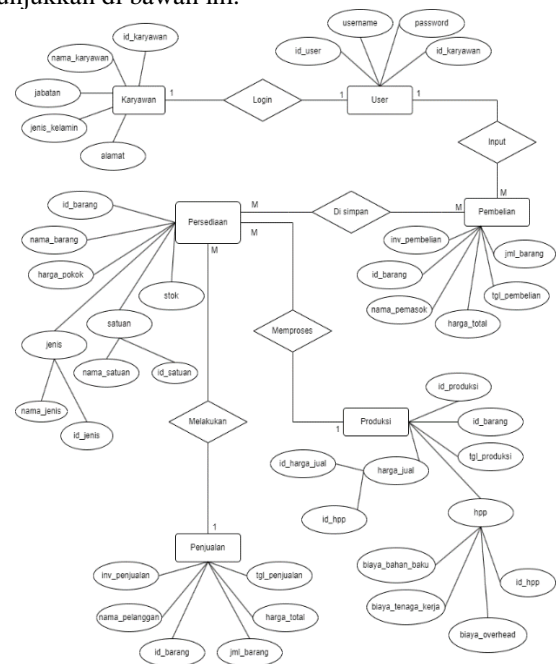 unjukkan di bawah ini.
id_karyawan
nama_karyawan
jabatan
jenis_kelamin
alamat
Karyawan
1
Login
1
User
1
id_user
username
password
id_karyawan
Input
M
Pembelian
M
Di simpan
M
Persediaan
M
M
id_barang
nama_barang
harga_pokok
jenis
nama_jenis
id_jenis
satuan
nama_satuan
id_satuan
stok
inv_pembelian
id_barang
nama_pemasok
harga_total
tgl_pembelian
jml_barang
Memproses
1
Produksi
id_produksi
id_barang
tgl_produksi
hpp
id_hpp
biaya_overhead
biaya_tenaga_kerja
biaya_bahan_baku
harga_jual
id_harga_jual
id_hpp
Melakukan
1
Penjualan
inv_penjualan
nama_pelanggan
id_barang
jml_barang
harga_total
tgl_penjualan